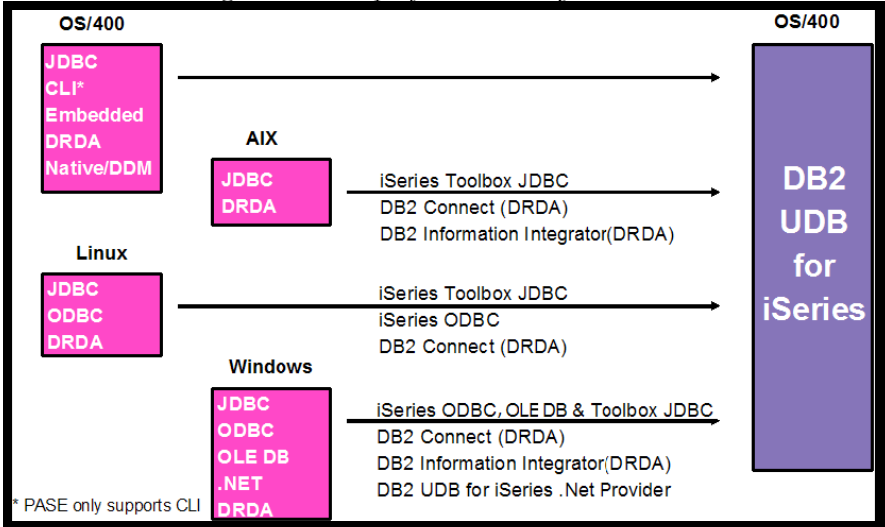 OS/400
OS/400
JDBC
CLI*
Embedded
DRDA
Native/DDM
AIX
JDBC
DRDA
iSeries Toolbox JDBC
DB2 Connect (DRDA)
DB2 Information Integrator(DRDA)
Linux
JDBC
ODBC
DRDA
iSeries Toolbox JDBC
iSeries ODBC
DB2 Connect (DRDA)
Windows
JDBC
ODBC
OLE DB
.NET
DRDA
iSeries ODBC, OLE DB & Toolbox JDBC
DB2 Connect (DRDA)
DB2 Information Integrator(DRDA)
DB2 UDB for iSeries .Net Provider
DB2
UDB
for
iSeries
* PASE only supports CLI